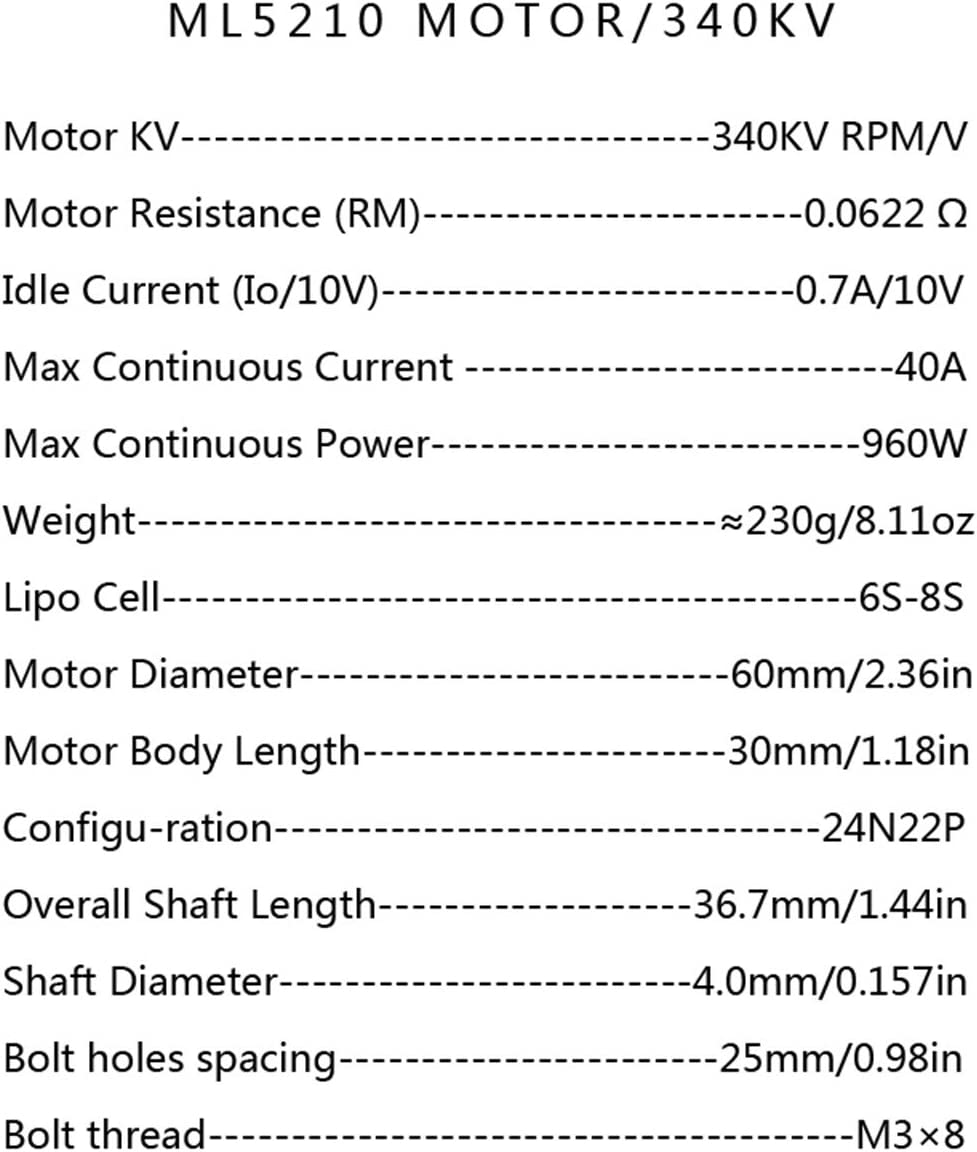 ML5210 MOTOR/340KV
Motor KV--------------------------------340KV RPM/V
Motor Resistance (RM)-----------------------0.0622 Ω
Idle Current (Io/10V)-------------------------0.7A/10V
Max Continuous Current --------------------------40A
Max Continuous Power--------------------------960W
Weight-----------------------------------≈230g/8.11oz
Lipo Cell------------------------------------------6S-8S
Motor Diameter--------------------------60mm/2.36in
Motor Body Length----------------------30mm/1.18in
Configu-ration---------------------------------24N22P
Overall Shaft Length-------------------36.7mm/1.44in
Shaft Diameter-------------------------4.0mm/0.157in
Bolt holes spacing-----------------------25mm/0.98in
Bolt thread---------------------------------------M3×8